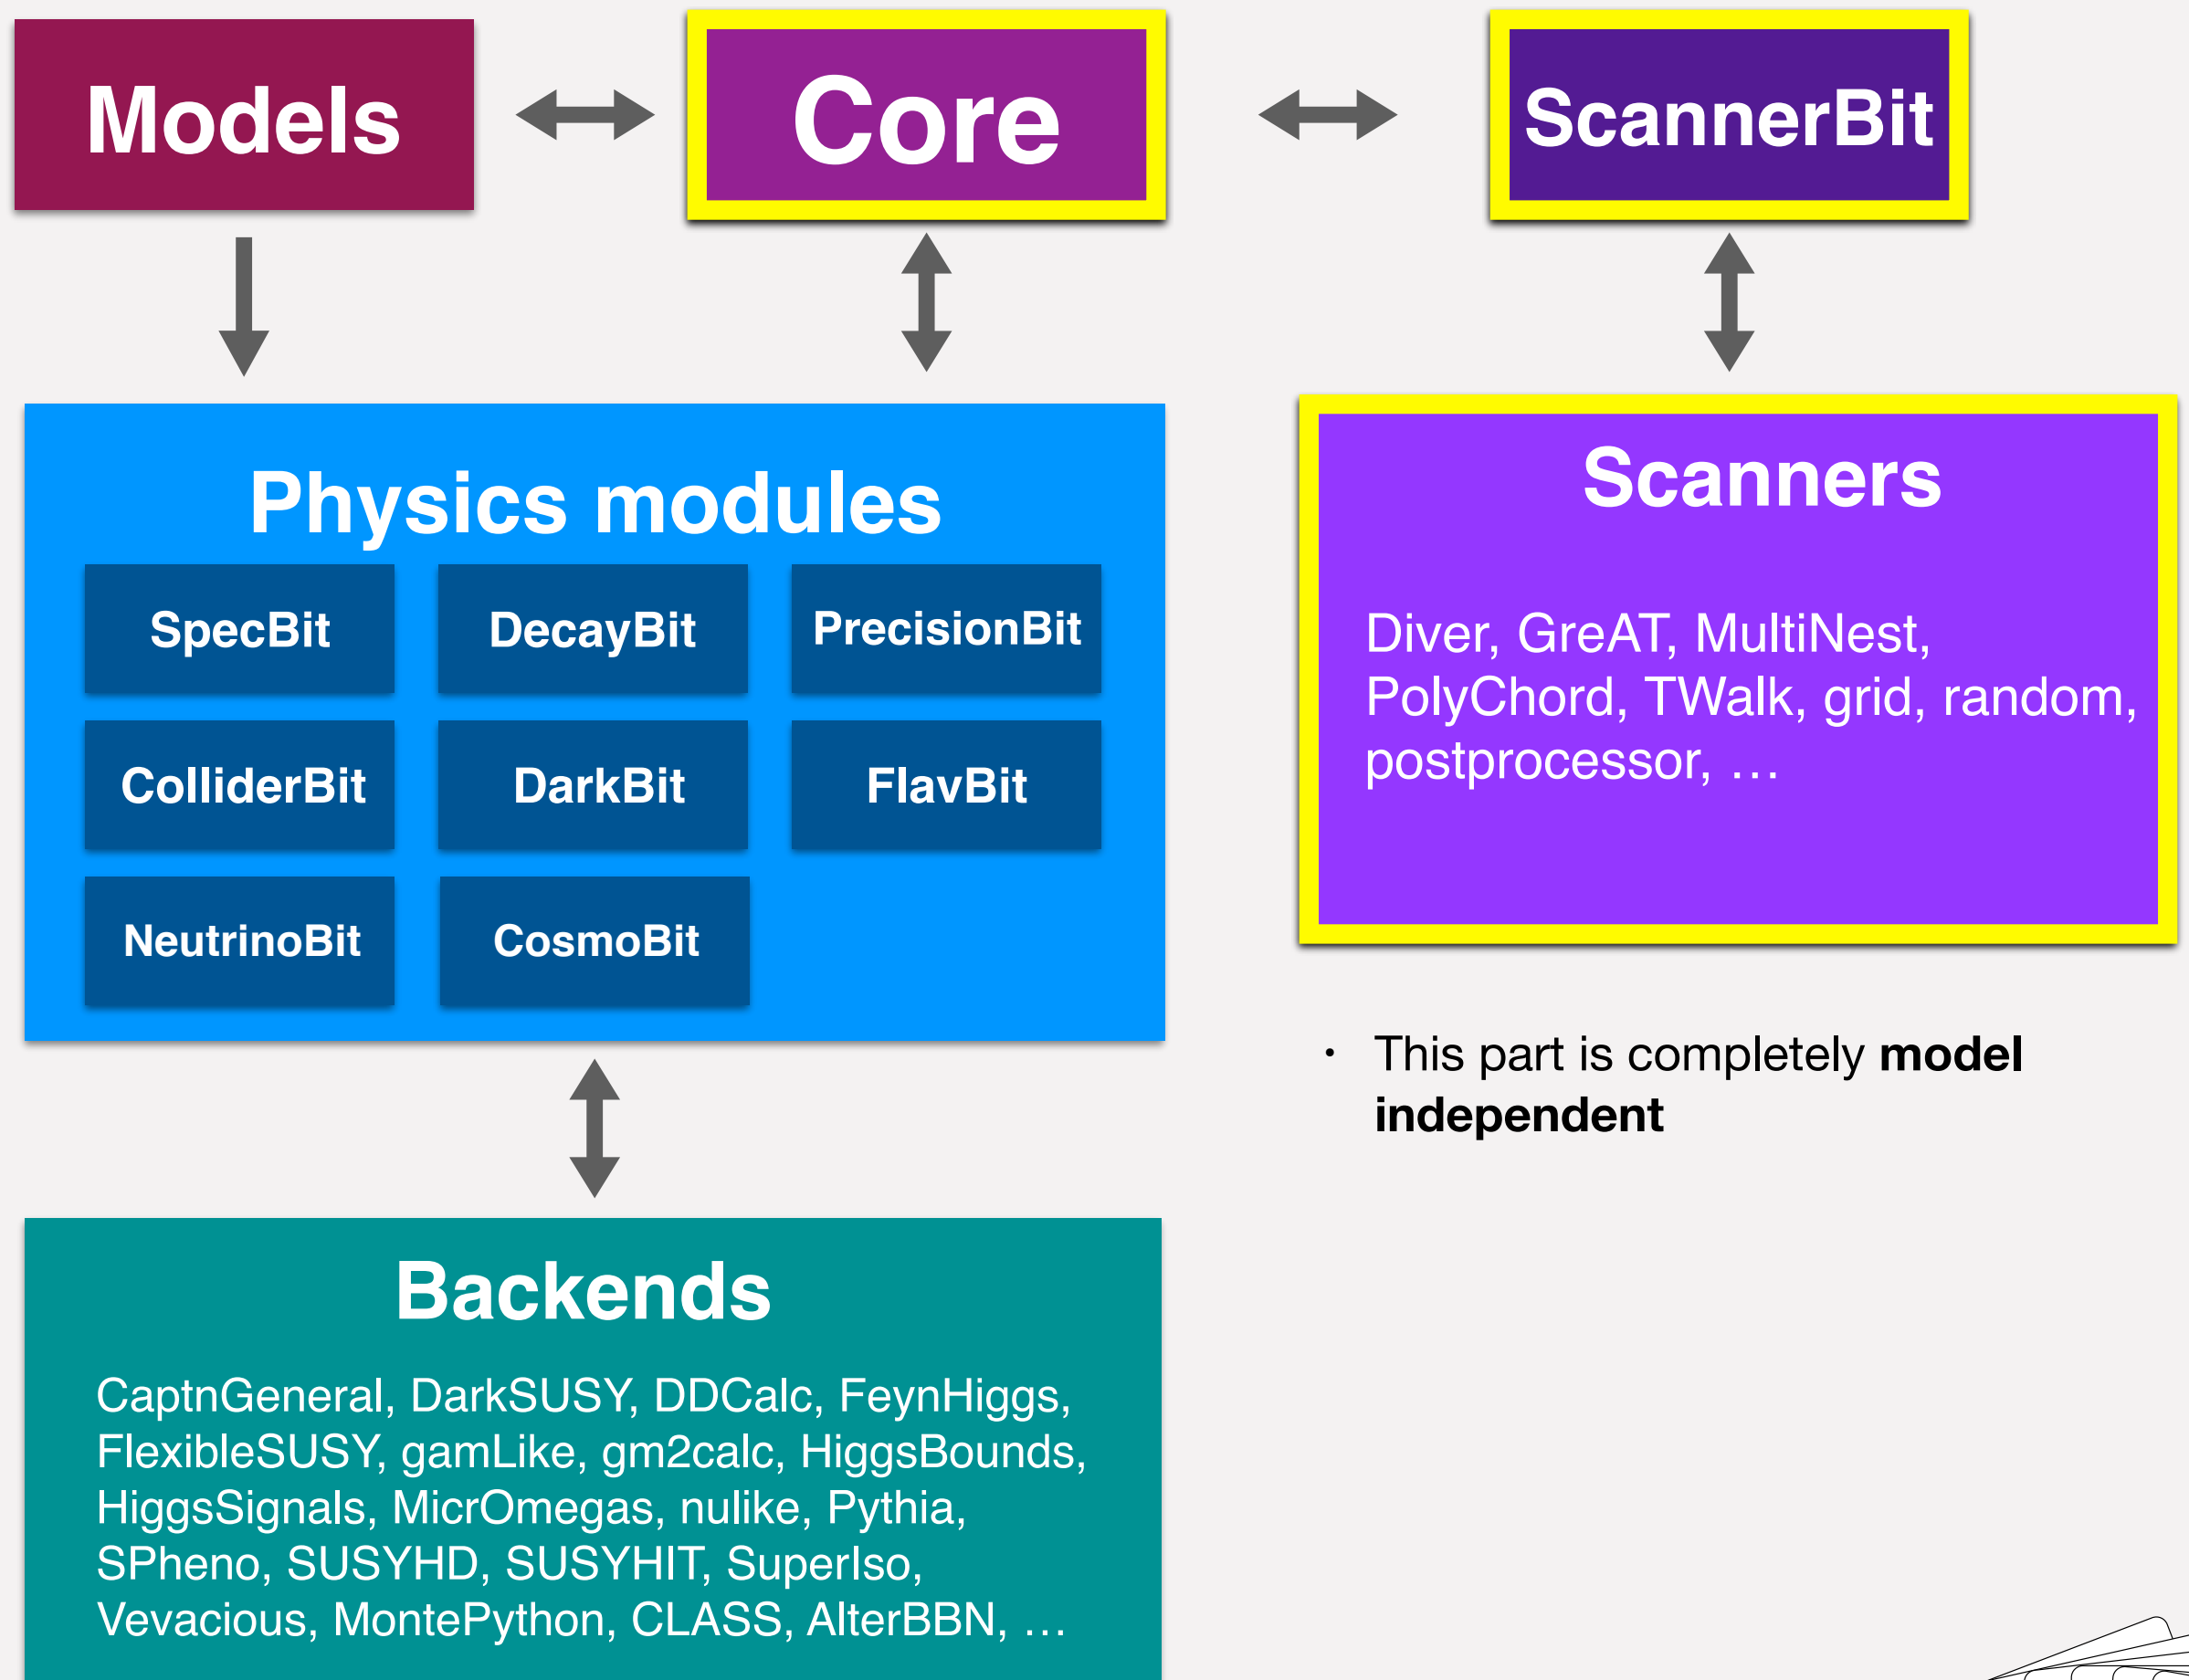 Models
Core
ScannerBit
Physics modules
SpecBit
DecayBit
PrecisionBit
ColliderBit
DarkBit
FlavBit
NeutrinoBit
CosmoBit
Scanners
Diver, GreAT, MultiNest,
PolyChord, TWalk, grid, random,
postprocessor, …
• This part is completely model
independent
Backends
CaptnGeneral, DarkSUSY, DDCalc, FeynHiggs,
FlexibleSUSY, gamLike, gm2calc, HiggsBounds,
HiggsSignals, MicrOmegas, nulike, Pythia,
SPheno, SUSYHD, SUSYHIT, SuperIso,
Vevacious, MontePython, CLASS, AlterBBN, …